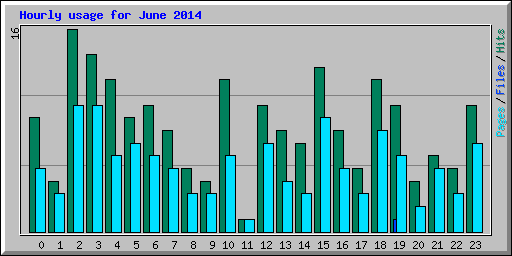 Hourly usage for June 2014
16
Pages/Files/Hits
0 1 2 3 4 5 6 7 8 9 10 11 12 13 14 15 16 17 18 19 20 21 22 23